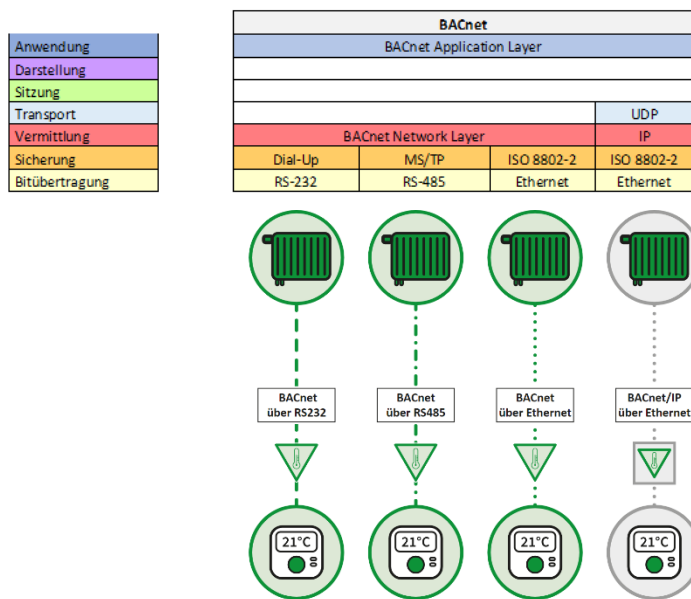 BACnet
Anwendung BACnet Application Layer
Darstellung
Sitzung
Transport UDP
Vermittlung BACnet Network Layer IP
Sicherung Dial-Up MS/TP ISO 8802-2 ISO 8802-2
Bitübertragung RS-232 RS-485 Ethernet Ethernet
BACnet BACnet BACnet BACnet/IP
über RS232 über RS485 über Ethernet über Ethernet
21°C 21°C 21°C 21°C